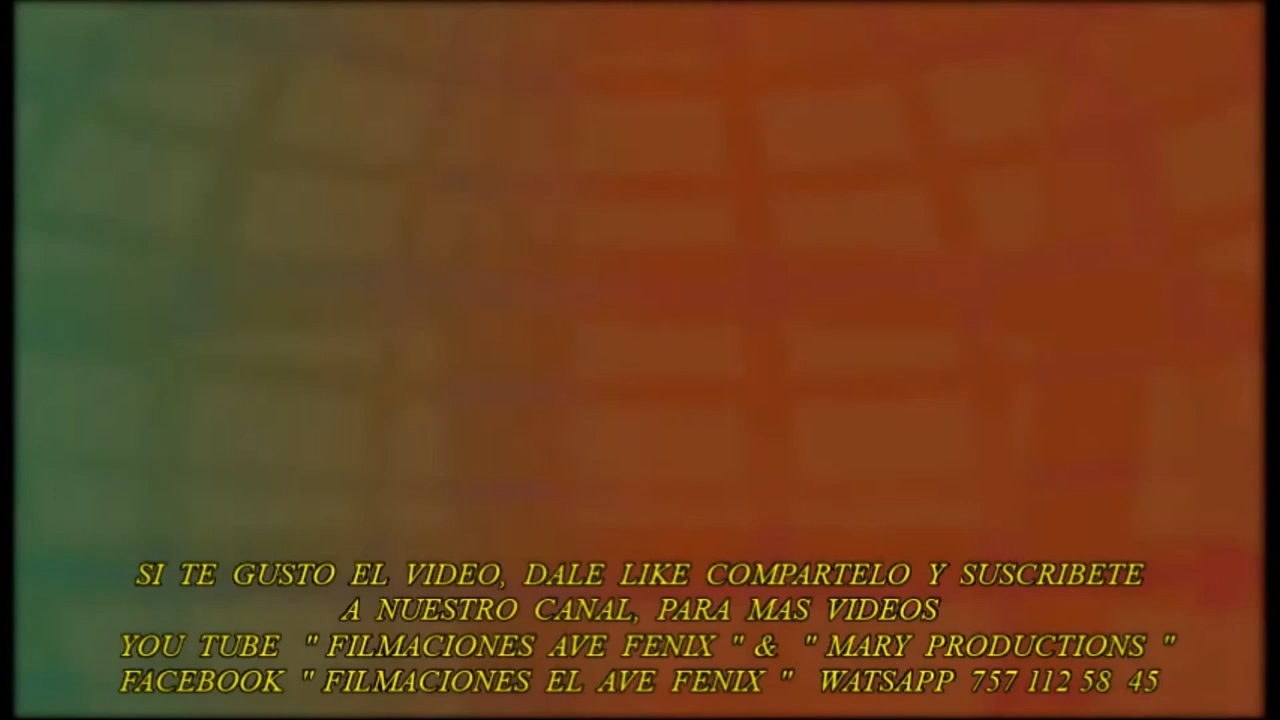 SI TE GUSTO EL VIDEO, DALE LIKE COMPARTELO Y SUSCRIBETE
A NUESTRO CANAL, PARA MAS VIDEOS
YOU TUBE " FILMACIONES AVE FENIX " & " MARY PRODUCTIONS "
FACEBOOK " FILMACIONES EL AVE FENIX " WATSAPP 757 112 58 45